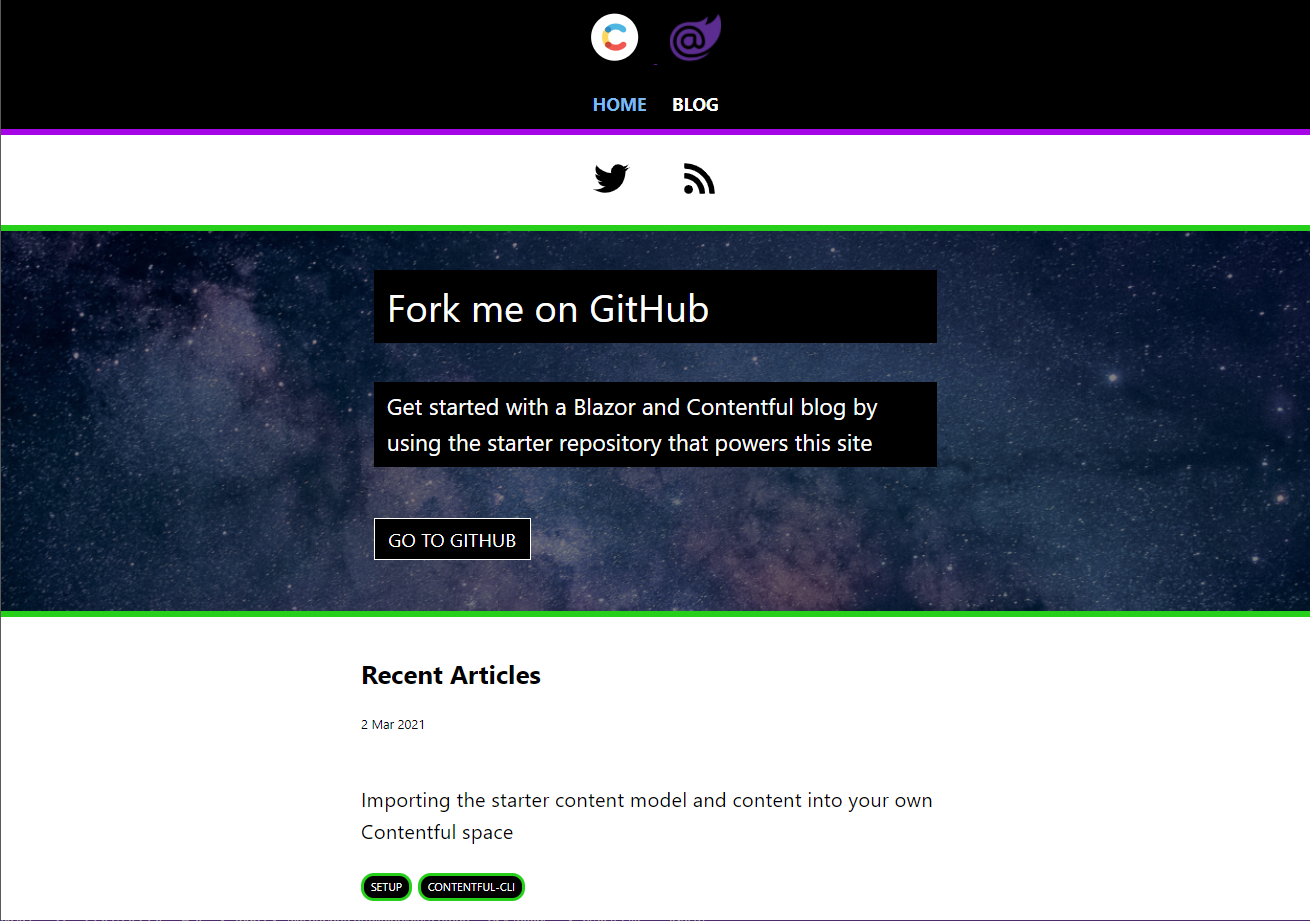 HOME BLOG
Fork me on GitHub
Get started with a Blazor and Contentful blog by
using the starter repository that powers this site
GO TO GITHUB
Recent Articles
2 Mar 2021
Importing the starter content model and content into your own
Contentful space
SETUP CONTENTFUL-CLI